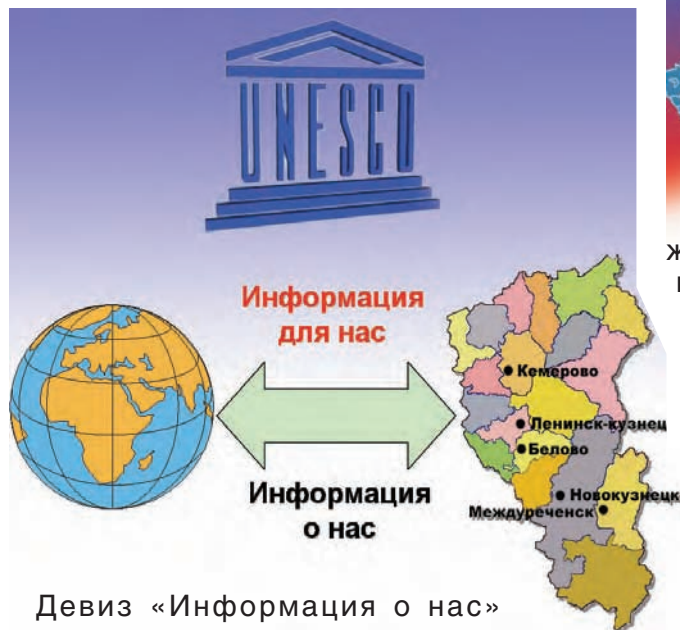 UNESCO
Информация
для нас
Кемерово
Ленинск-кузнец
Белово
Новокузнецк
Междуреченск
Информация
о нас
Девиз «Информация о нас»